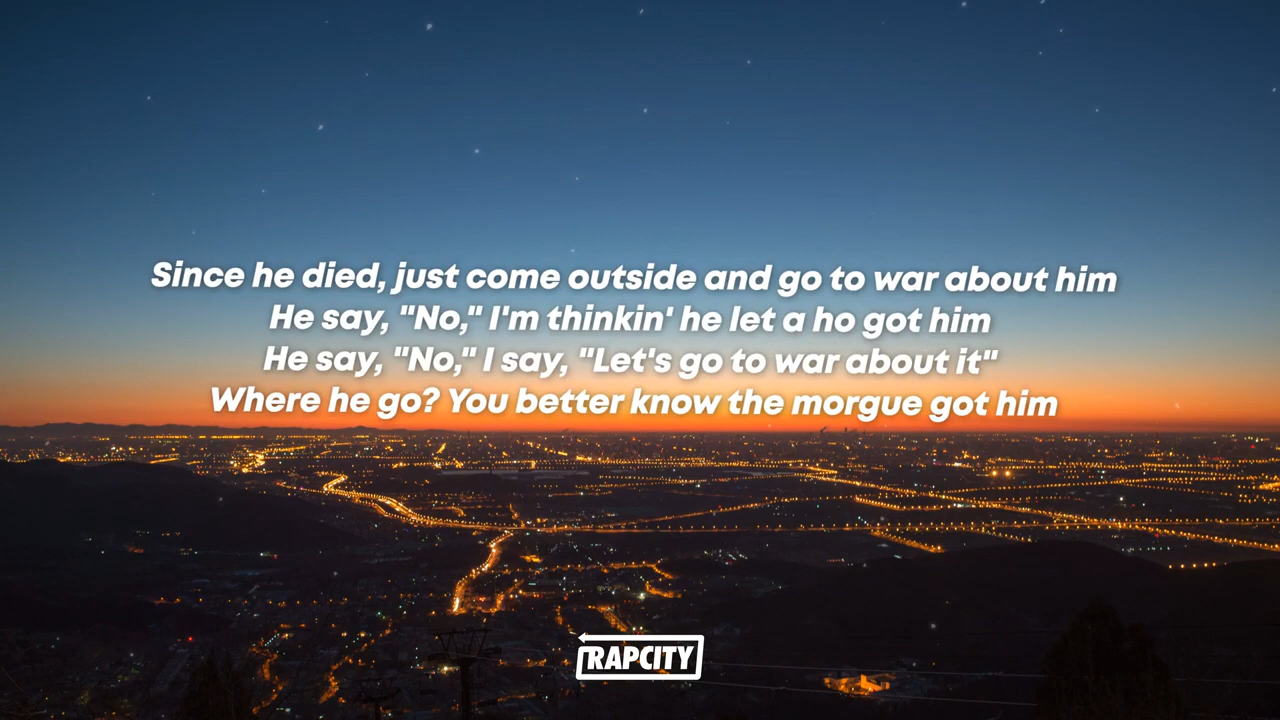 Since he died, just come outside and go to war about him
He say, "No," I'm thinkin' he let a ho got him
He say, "No," I say, "Let's go to war about it"
Where he go? You better know the morgue got him
RAPCITY